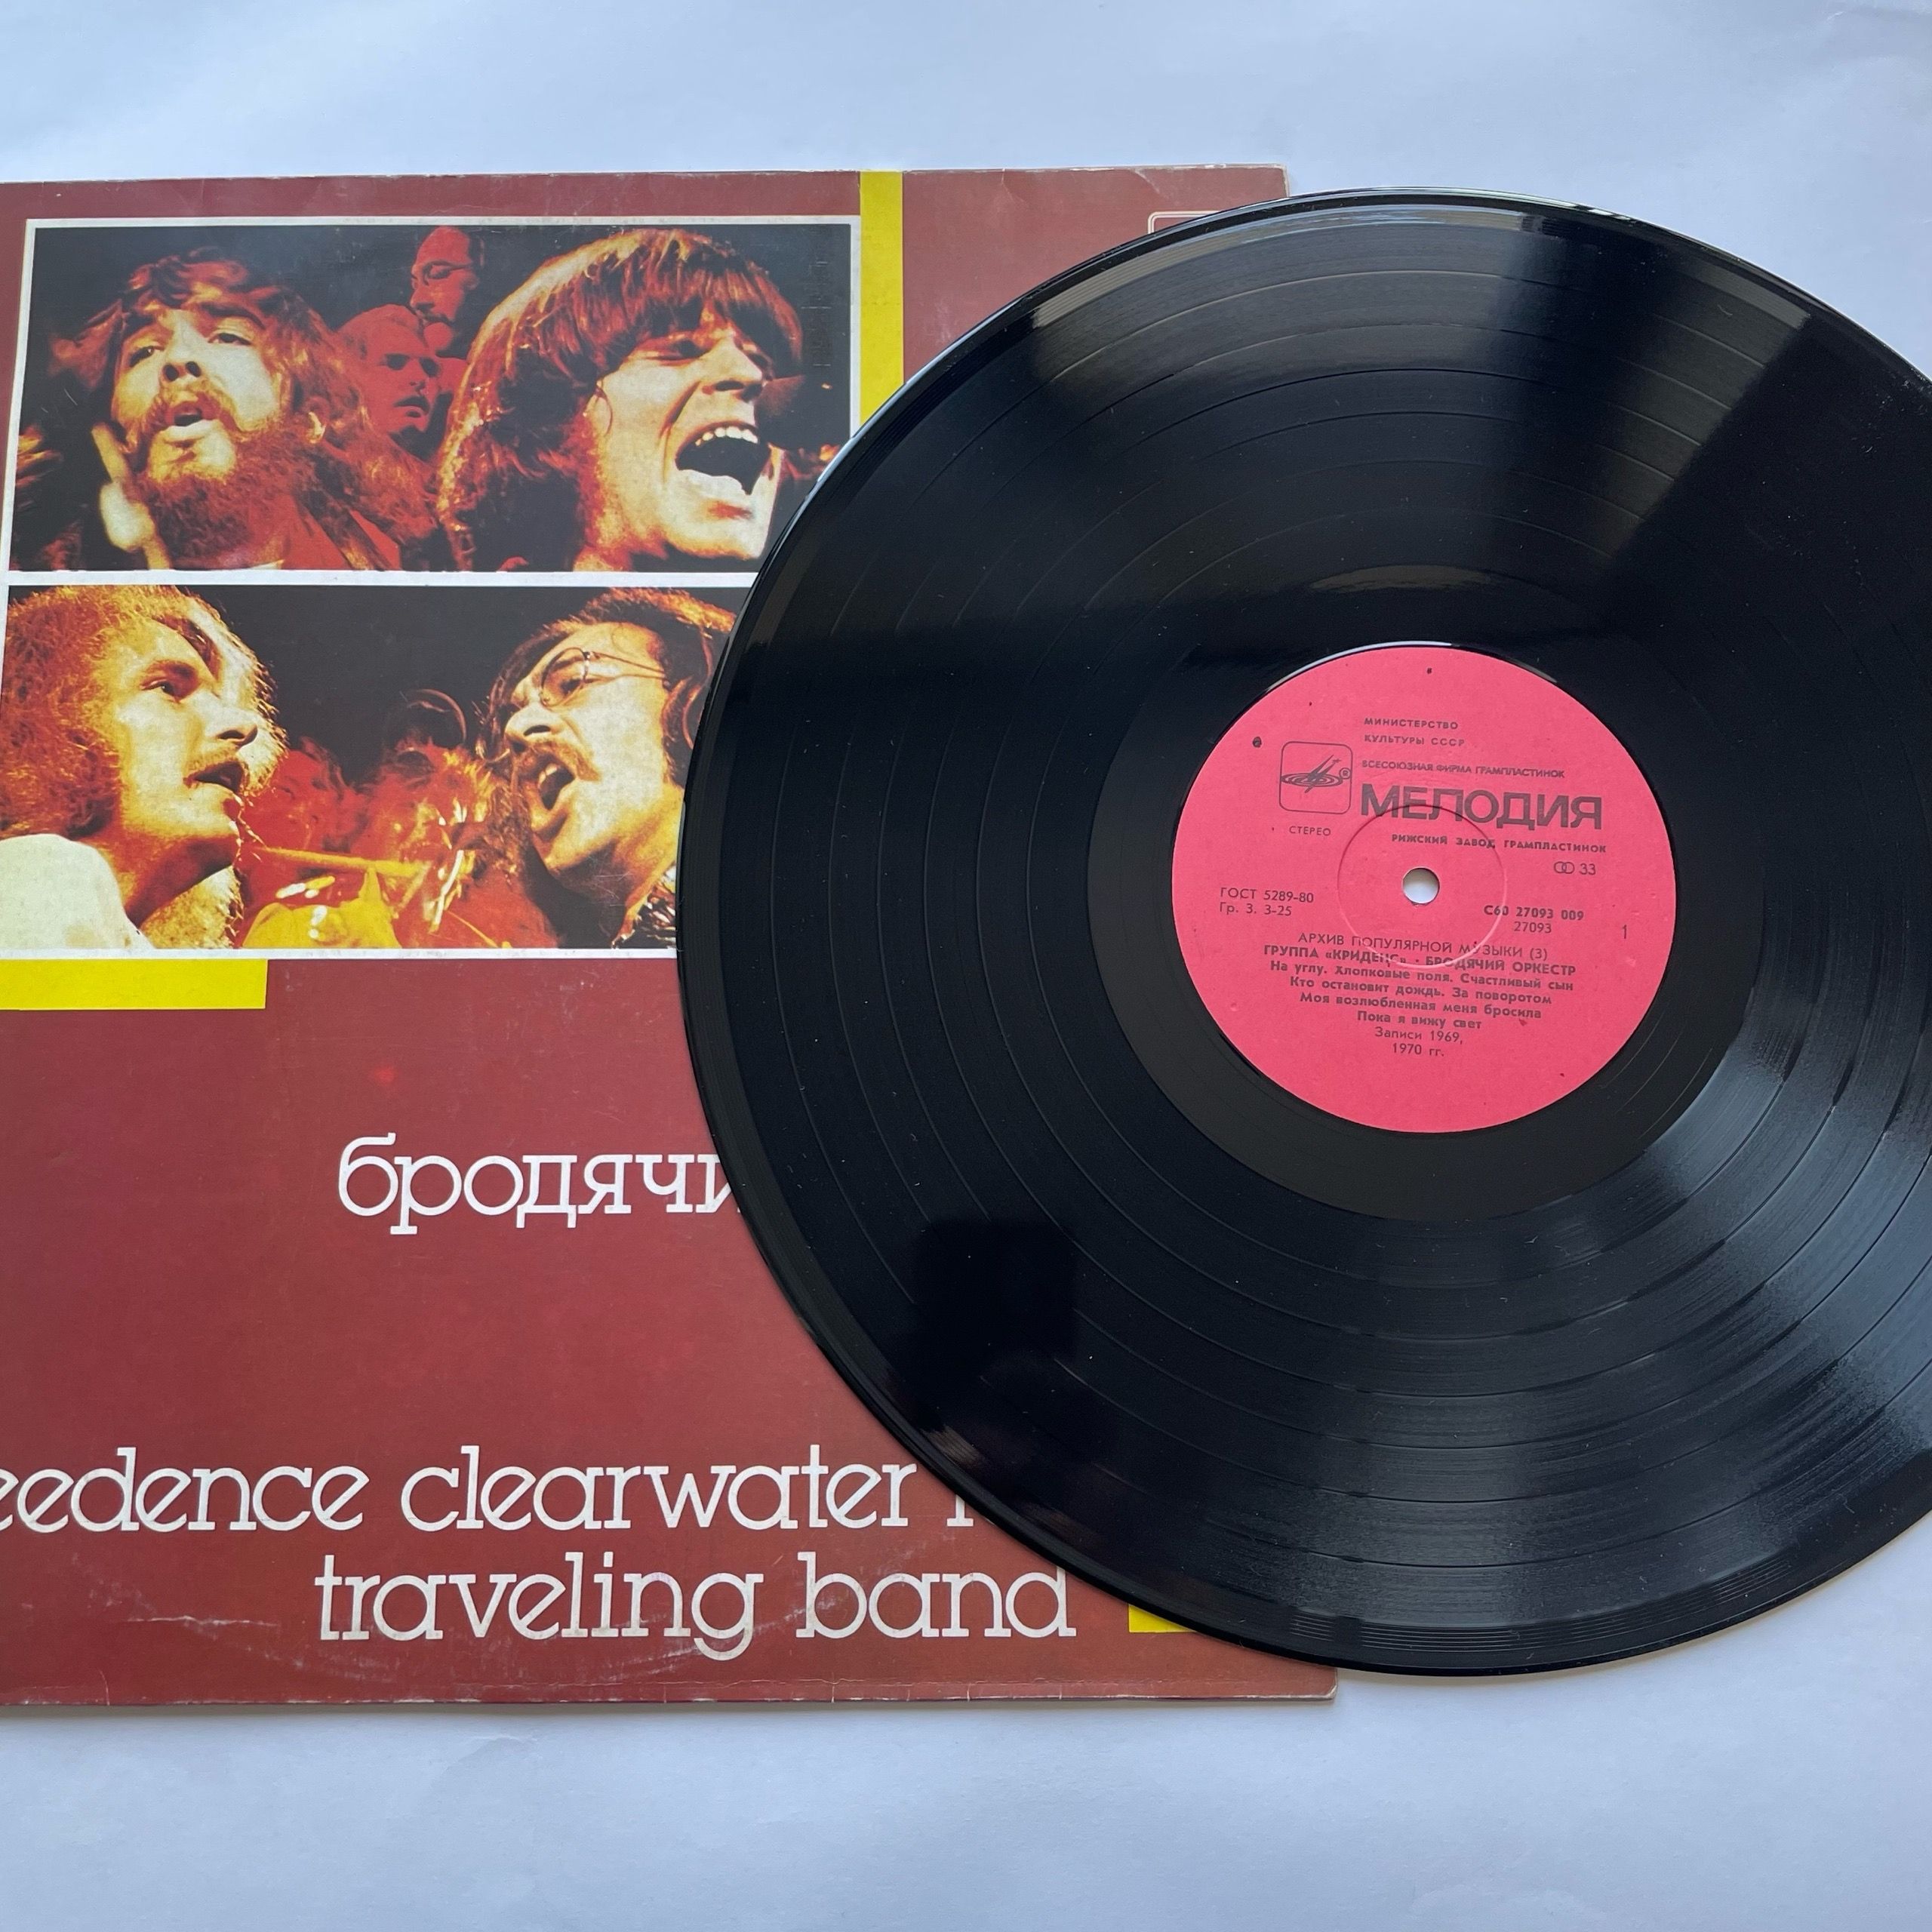 бродячи
eedence clearwater
traveling band
МИНИСТЕРСТВО
КУЛЬТУРЫ СССР
ВСЕСОЮЗНАЯ ФИРМА ГРАМПЛАСТИНОК
МЕЛОДИЯ
СТЕРЕО
РИЖСКИЙ ЗАВОД ГРАМПЛАСТИНОК
33
ГОСТ 5289-80
Гр. 3. 3-25
С60 27093 009
27093
1
АРХИВ ПОПУЛЯРНОЙ МУЗЫКИ (3)
ГРУППА «КРИДЕНС» · БРОДЯЧИЙ ОРКЕСТР
На углу. Хлопковые поля. Счастливый сын
Кто остановит дождь. За поворотом
Моя возлюбленная меня бросила
Пока я вижу свет
Записи 1969,
1970 гг.